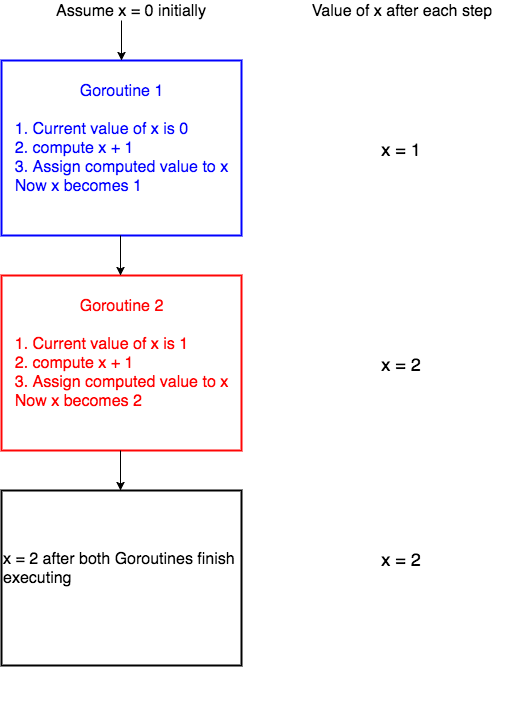 Assume x = 0 initially
Value of x after each step
Goroutine 1
1. Current value of x is 0
2. compute x + 1
3. Assign computed value to x
Now x becomes 1
x = 1
Goroutine 2
1. Current value of x is 1
2. compute x + 1
3. Assign computed value to x
Now x becomes 2
x = 2
x = 2 after both Goroutines finish
executing
x = 2